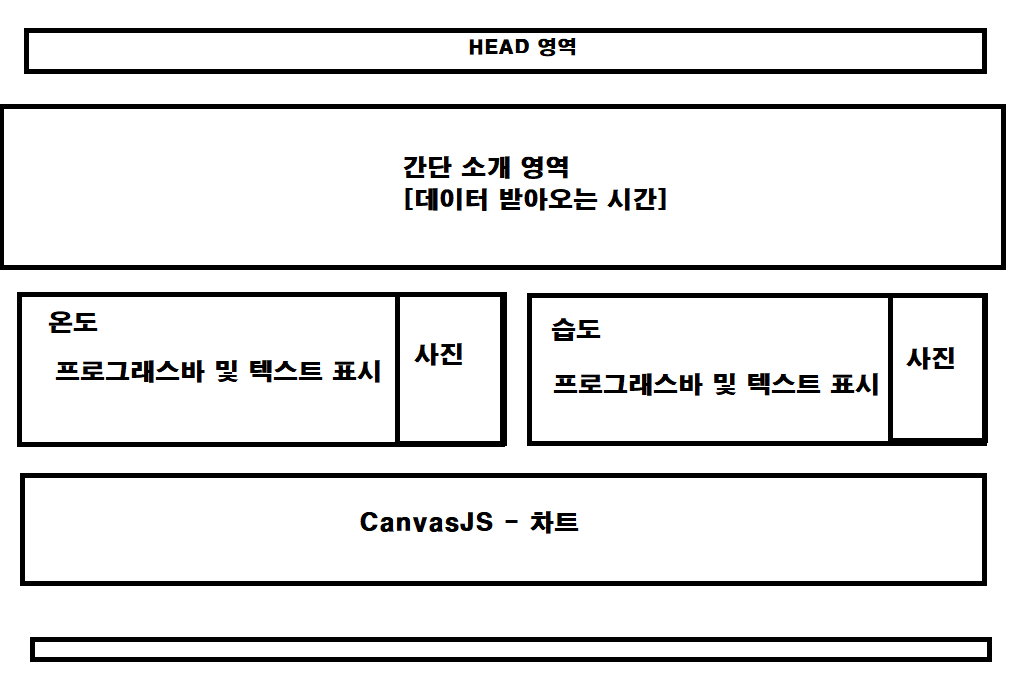 HEAD 영역
간단 소개 영역
[데이터 받아오는 시간]
온도
프로그래스바 및 텍스트 표시
사진
습도
프로그래스바 및 텍스트 표시
사진
CanvasJS - 차트